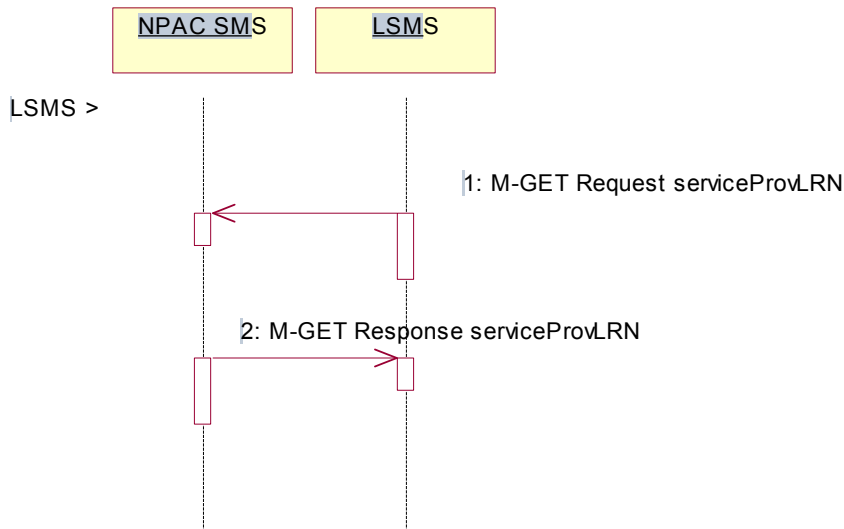 NPAC SMS
LSMS
LSMS >
1: M-GET Request serviceProvLRN
2: M-GET Response serviceProvLRN